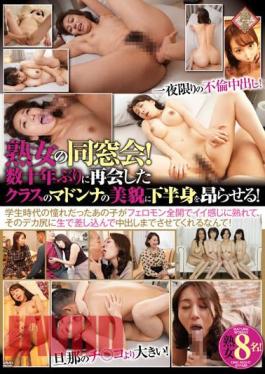 一夜限りの不倫中出し!
熟女の同窓会!
数十年ぶりに再会した
クラスのマドンナの美貌に下半身を昂らせる!
学生時代の憧れだったあの子がフェロモン全開でイイ感じに熟れて、
そのデカ尻に生で差し込んで中出しまでさせてくれるなんて!
熟女8名!
旦那のチ○コより大きい!